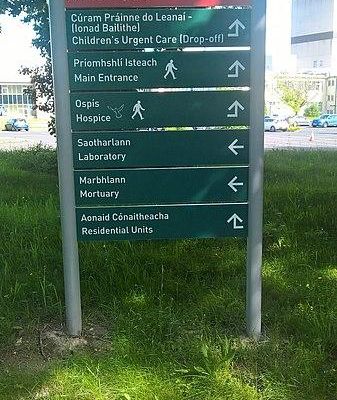 Cúram Práinne do Leanaí -
(Ionad Bailithe)
Children's Urgent Care (Drop-off)
Príomhshlí Isteach
Main Entrance
Ospís
Hospice
Saotharlann
Laboratory
Marbhlann
Mortuary
Aonaid Cónaitheacha
Residential Units